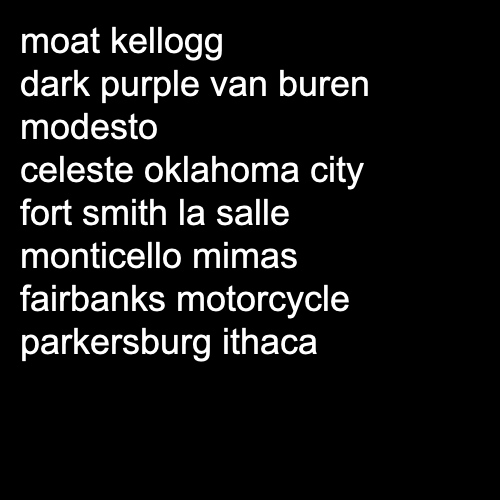 moat kellogg
dark purple van buren
modesto
celeste oklahoma city
fort smith la salle
monticello mimas
fairbanks motorcycle
parkersburg ithaca